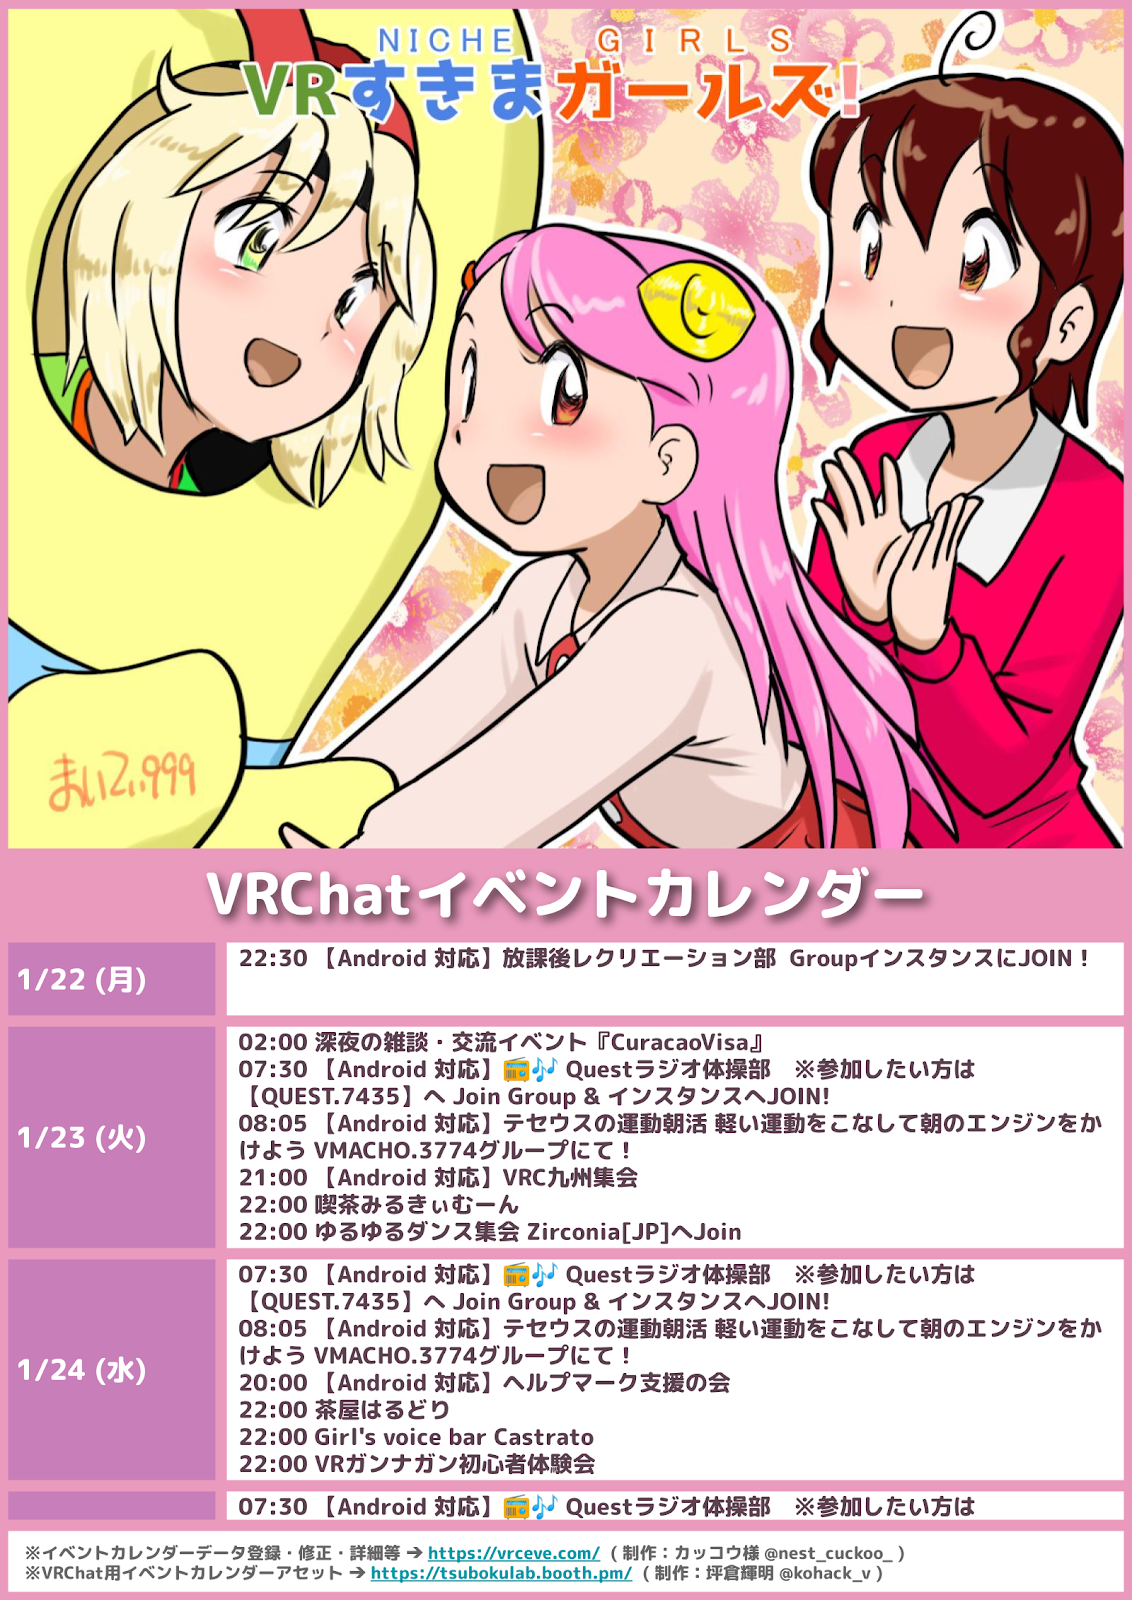 NICHE GIRLS
VRすきまガールズ!
まいてぃ999
VRChatイベントカレンダー
1/22 (月)
22:30 【Android 対応】放課後レクリエーション部 GroupインスタンスにJOIN！
1/23 (火)
02:00 深夜の雑談・交流イベント『CuracaoVisa』
07:30 【Android 対応】📻🎶 Questラジオ体操部　※参加したい方は
【QUEST.7435】へ Join Group & インスタンスへJOIN!
08:05 【Android 対応】テセウスの運動朝活 軽い運動をこなして朝のエンジンをか
けよう VMACHO.3774グループにて！
21:00 【Android 対応】VRC九州集会
22:00 喫茶みるきぃむーん
22:00 ゆるゆるダンス集会 Zirconia[JP]へJoin
1/24 (水)
07:30 【Android 対応】📻🎶 Questラジオ体操部　※参加したい方は
【QUEST.7435】へ Join Group & インスタンスへJOIN!
08:05 【Android 対応】テセウスの運動朝活 軽い運動をこなして朝のエンジンをか
けよう VMACHO.3774グループにて！
20:00 【Android 対応】ヘルプマーク支援の会
22:00 茶屋はるどり
22:00 Girl's voice bar Castrato
22:00 VRガンナガン初心者体験会
07:30 【Android 対応】📻🎶 Questラジオ体操部　※参加したい方は
※イベントカレンダーデータ登録・修正・詳細等 ➔ https://vrceve.com/ （制作：カッコウ様 @nest_cuckoo_ ）
※VRChat用イベントカレンダーアセット ➔ https://tsubokulab.booth.pm/ （制作：坪倉輝明 @kohack_v ）